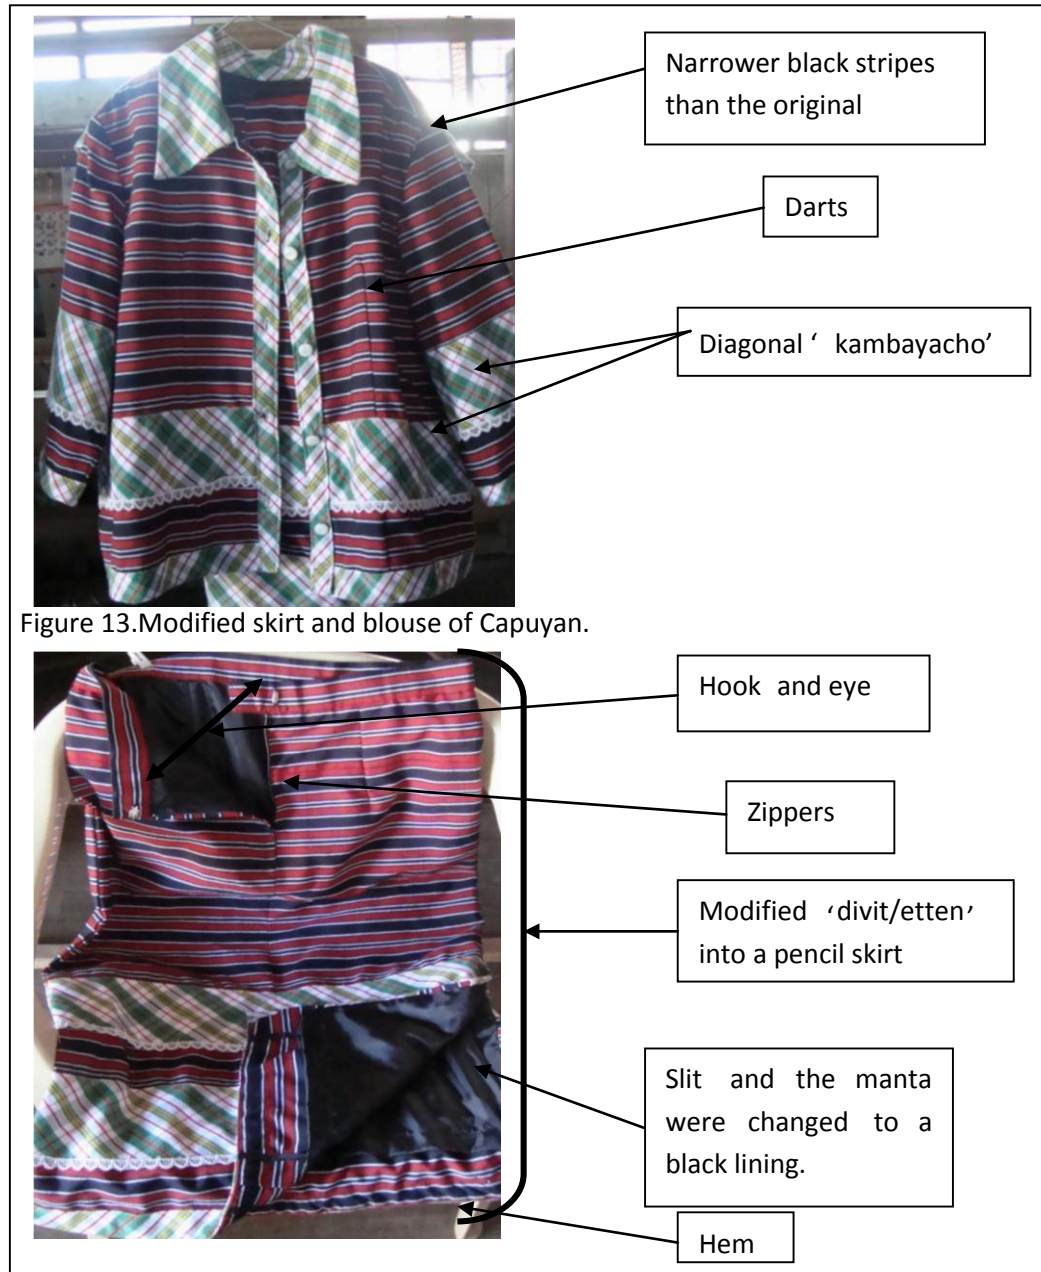 Narrower black stripes
than the original
Darts
Diagonal ‘ kambayacho’
Figure 13.Modified skirt and blouse of Capuyan.
Hook and eye
Zippers
Modified ‘divit/etten’
into a pencil skirt
Slit and the manta
were changed to a
black lining.
Hem